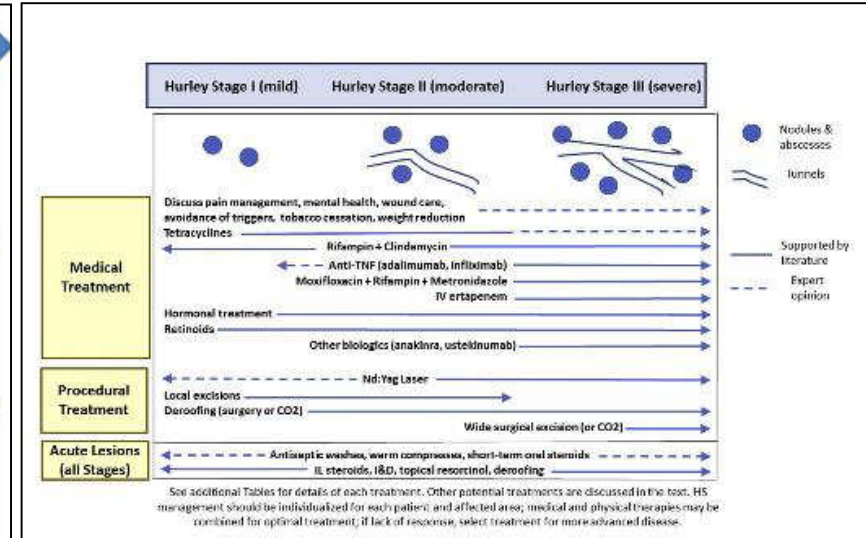 Hurley Stage I (mild) Hurley Stage II (moderate) Hurley Stage III (severe)
Nodules &
abscesses
Tunnels
Supported by
literature
Expert
opinion
Medical
Treatment
Discuss pain management, mental health, wound care,
avoidance of triggers, tobacco cessation, weight reduction
Tetracyclines
Rifampin + Clindamycin
Anti-TNF (adalimumab, infliximab)
Moxifloxacin + Rifampin + Metronidazole
IV ertapenem
Hormonal treatment
Retinoids
Other biologics (anakinra, ustekinumab)
Procedural
Treatment
Nd:Yag Laser
Local excisions
Deroofing (surgery or CO2)
Wide surgical excision (or CO2)
Acute Lesions
(all Stages)
Antiseptic washes, warm compresses, short-term oral steroids
IL steroids, I&D, topical resorcinol, deroofing
See additional Tables for details of each treatment. Other potential treatments are discussed in the text. HS
management should be individualized for each patient and affected area; medical and physical therapies may be
combined for optimal treatment; if lack of response, select treatment for more advanced disease.